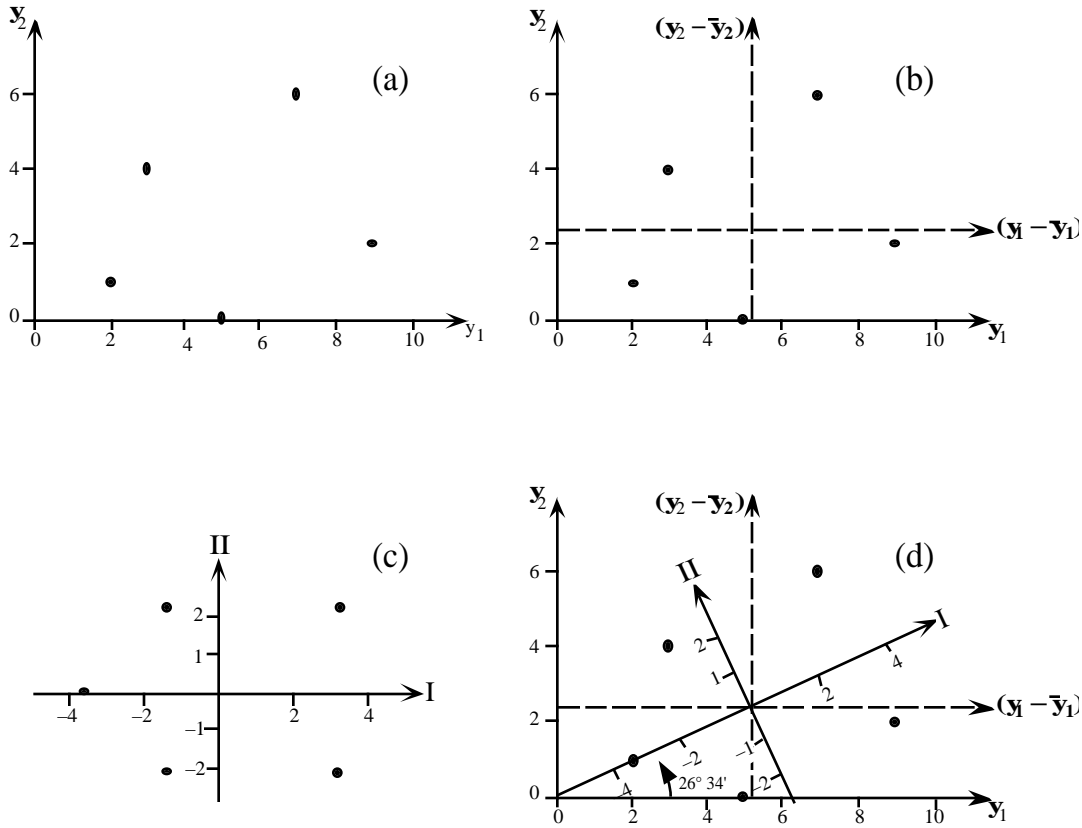 y₂
(a)
6
4
2
0
0 2 4 6 8 10
y₁
y₂
(y₂ – ȳ₂)
(b)
6
4
2
0
(y₁ – ȳ₁)
0 2 4 6 8 10
y₁
II
(c)
2
1
I
–4 –2 2 4
–1
–2
y₂
(y₂ – ȳ₂)
(d)
II
I
6
4
2
0
2
1
4
2
(y₁ – ȳ₁)
–1
–2
–2
–4
26° 34'
0 2 4 6 8 10
y₁